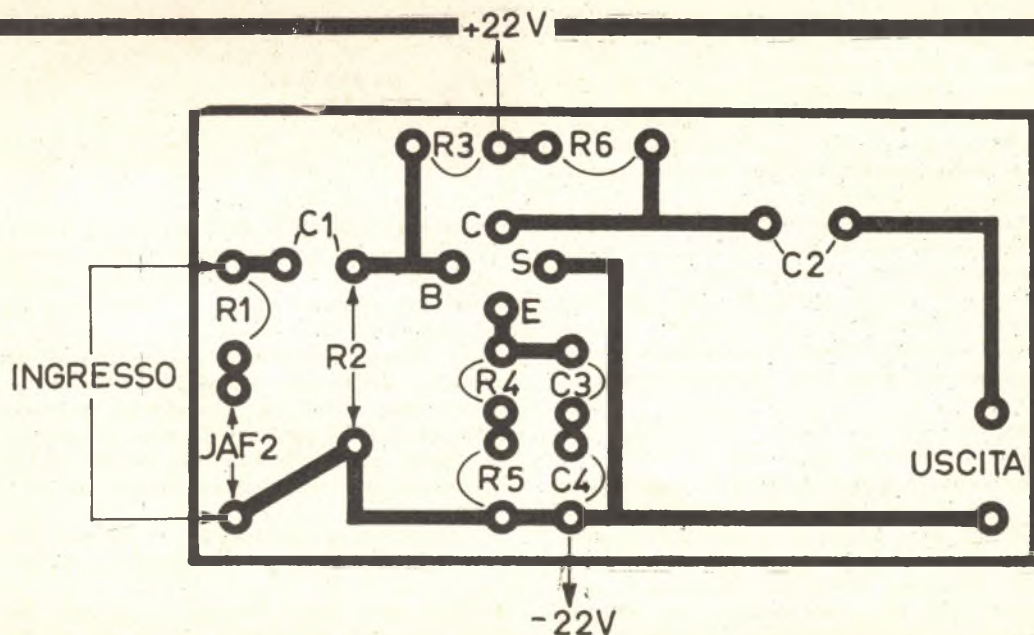 +22V
R3
R6
C
C1
C2
S
B
R1
E
R2
INGRESSO
R4
C3
JAF2
USCITA
R5
C4
-22V